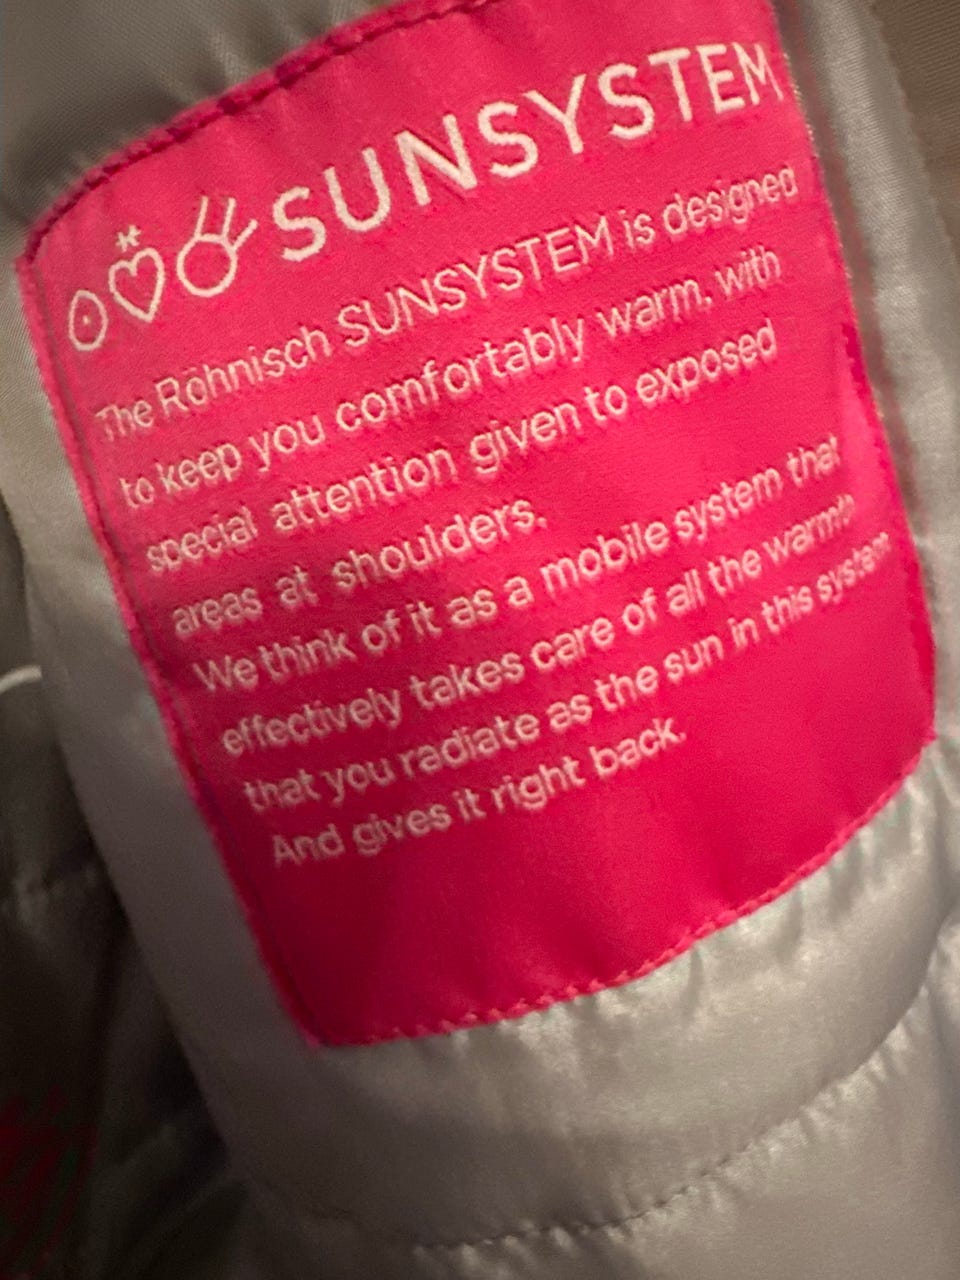 SUNSYSTEM
The Röhnisch SUNSYSTEM is designed
to keep you comfortably warm, with
special attention given to exposed
areas at shoulders.
We think of it as a mobile system that
effectively takes care of all the warmth
that you radiate as the sun in this system.
And gives it right back.